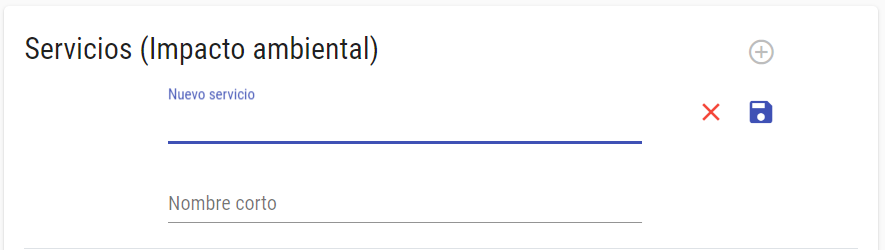 Servicios (Impacto ambiental)
Nuevo servicio
Nombre corto